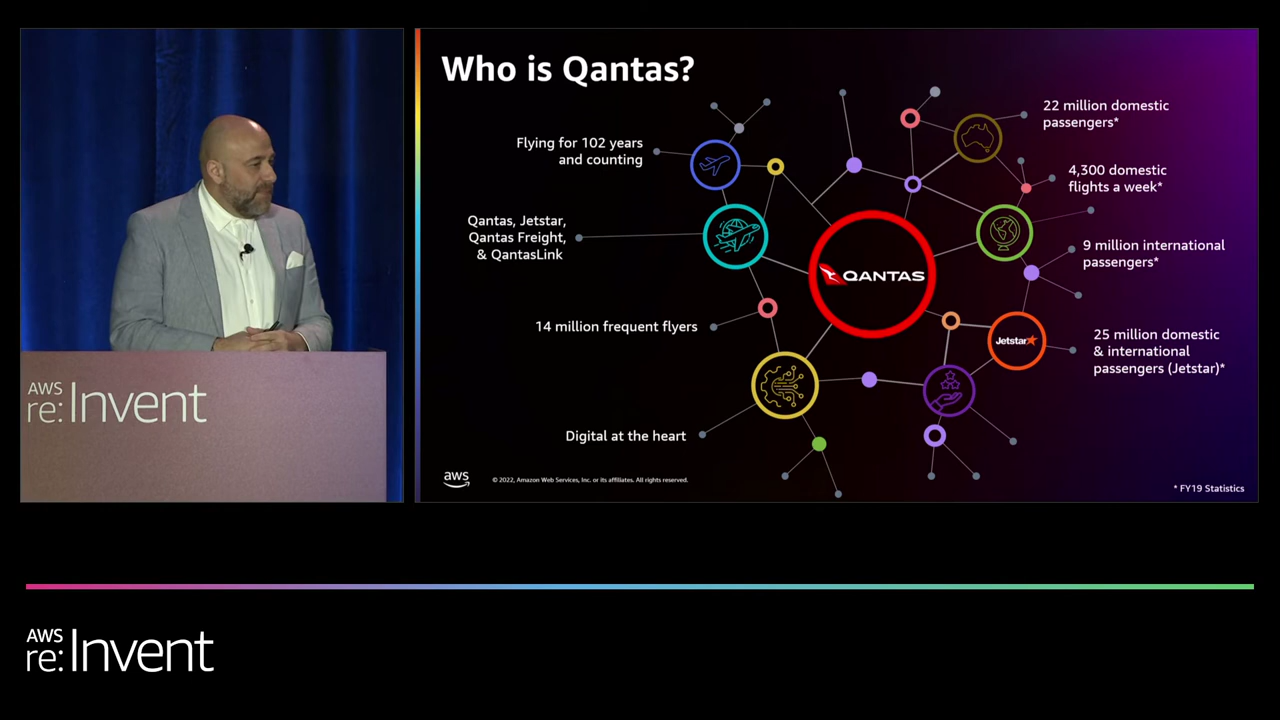 Who is Qantas?
Flying for 102 years
and counting
Qantas, Jetstar,
Qantas Freight,
& QantasLink
14 million frequent flyers
Digital at the heart
QANTAS
Jetstar
22 million domestic
passengers*
4,300 domestic
flights a week*
9 million international
passengers*
25 million domestic
& international
passengers (Jetstar)*
aws
© 2022, Amazon Web Services, Inc. or its affiliates. All rights reserved.
* FY19 Statistics
AWS
re:Invent
AWS
re:Invent